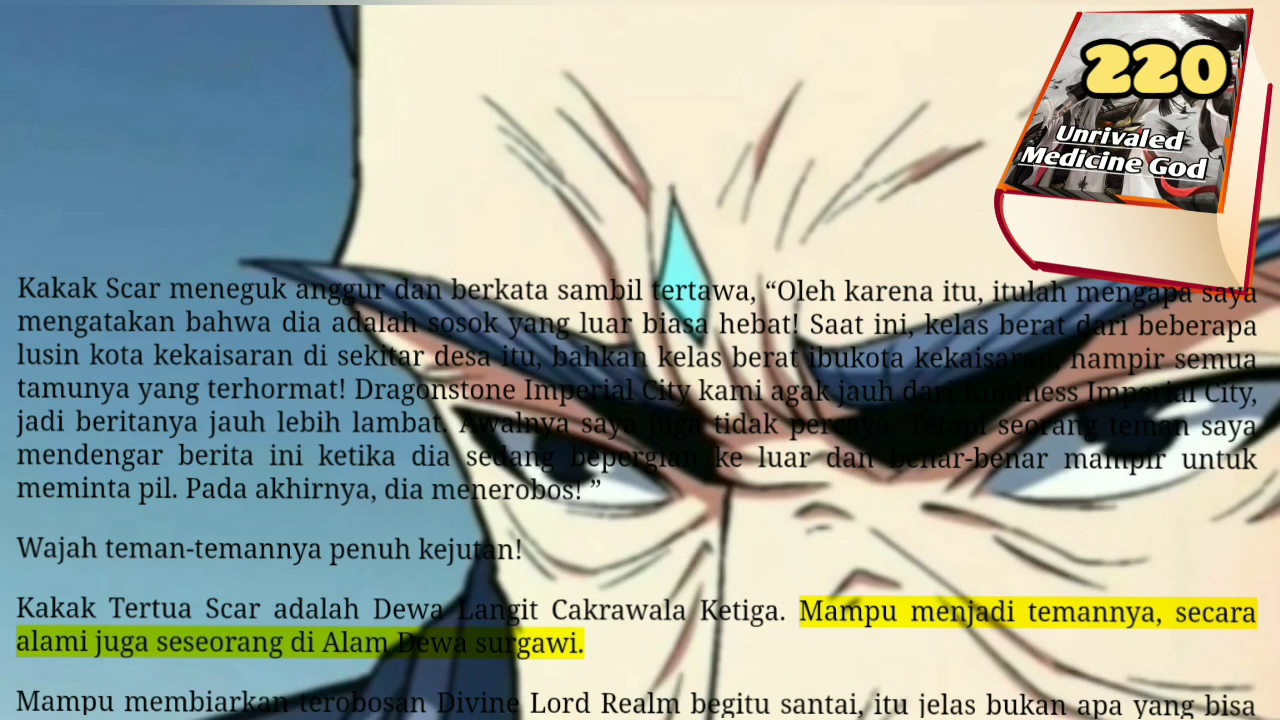 220
Unrivaled
Medicine God
Kakak Scar meneguk anggur dan berkata sambil tertawa, “Oleh karena itu, itulah mengapa saya
mengatakan bahwa dia adalah sosok yang luar biasa hebat! Saat ini, kelas berat dari beberapa
lusin kota kekaisaran di sekitar desa itu, bahkan kelas berat ibukota kekaisaran, hampir semua
tamunya yang terhormat! Dragonstone Imperial City kami agak jauh dari Kindness Imperial City,
jadi beritanya jauh lebih lambat. Awalnya saya juga tidak percaya, Tetapi seorang teman saya
mendengar berita ini ketika dia sedang bepergian ke luar dan benar-benar mampir untuk
meminta pil. Pada akhirnya, dia menerobos! ”
Wajah teman-temannya penuh kejutan!
Kakak Tertua Scar adalah Dewa Langit Cakrawala Ketiga. Mampu menjadi temannya, secara
alami juga seseorang di Alam Dewa surgawi.
Mampu membiarkan terobosan Divine Lord Realm begitu santai, itu jelas bukan apa yang bisa